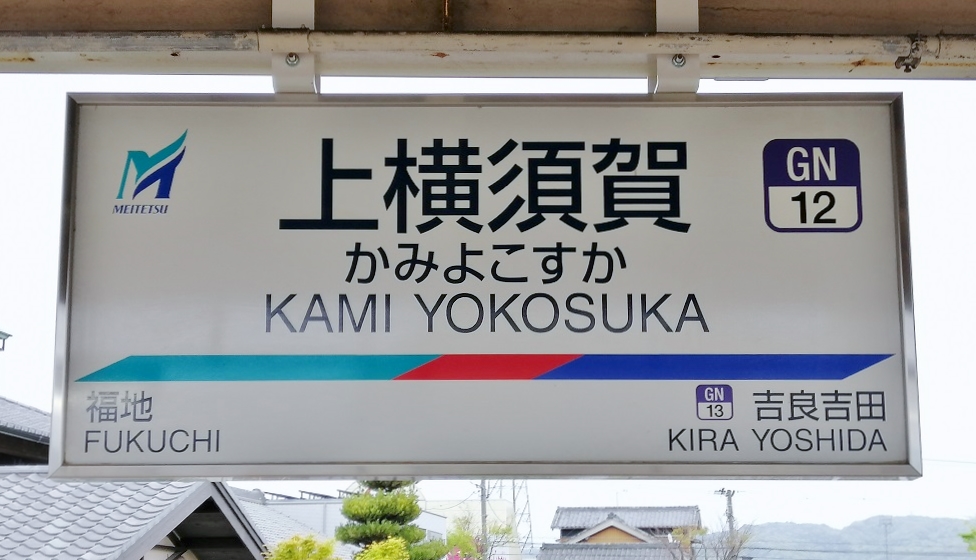 MEITETSU
上横須賀
GN
12
かみよこすか
KAMI YOKOSUKA
福地
FUKUCHI
GN
13
吉良吉田
KIRA YOSHIDA